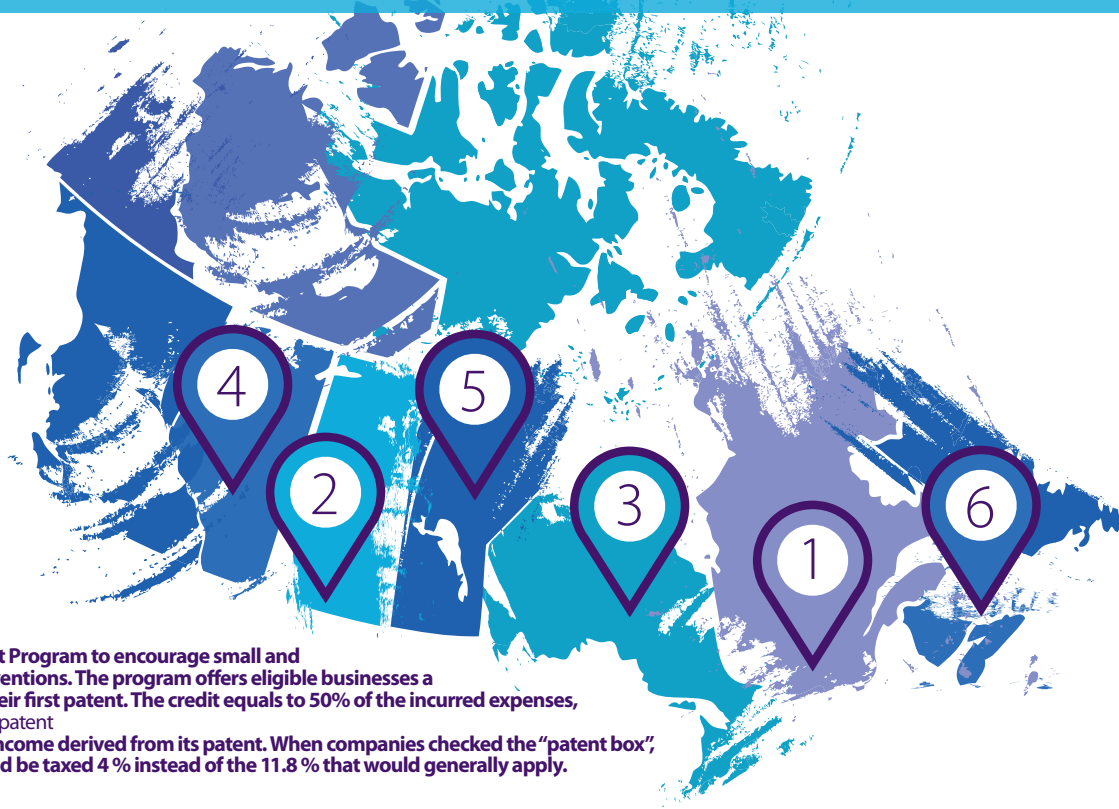 4
5
2
3
6
1
t Program to encourage small and
entions. The program offers eligible businesses a
eir first patent. The credit equals to 50% of the incurred expenses,
patent
ncome derived from its patent. When companies checked the “patent box”,
d be taxed 4 % instead of the 11.8 % that would generally apply.